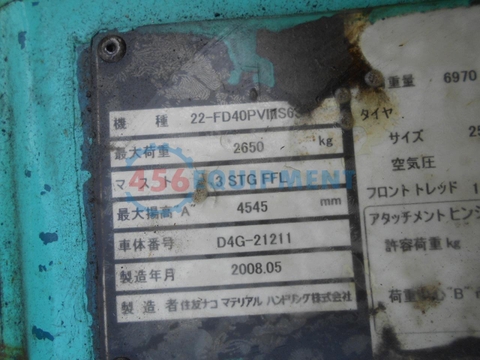 機 種 22-FD40PVIIIS6
最大荷重 2650 kg
マスト 3 STG FFL
最大揚高 A 4545 mm
車体番号 D4G-21211
製造年月 2008.05
製造者 住友ナコ マテリアル ハンドリング株式会社
重量 6970
タイヤ
サイズ
空気圧
フロント トレッド
アタッチメント ヒンジ
許容荷重 kg
荷重中心 "B"
456 EQUIPMENT